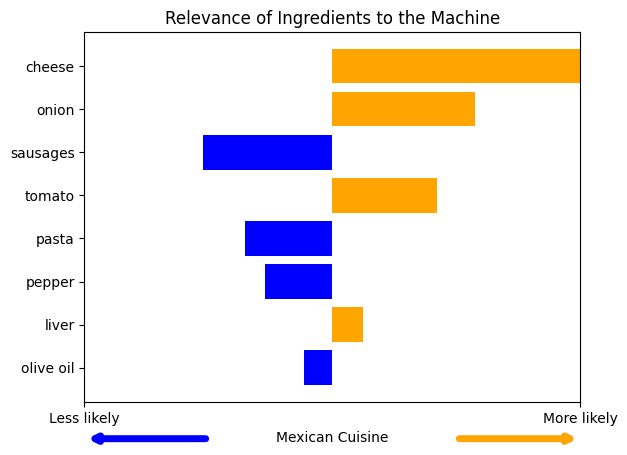 Relevance of Ingredients to the Machine
cheese
onion
sausages
tomato
pasta
pepper
liver
olive oil
Less likely More likely
Mexican Cuisine